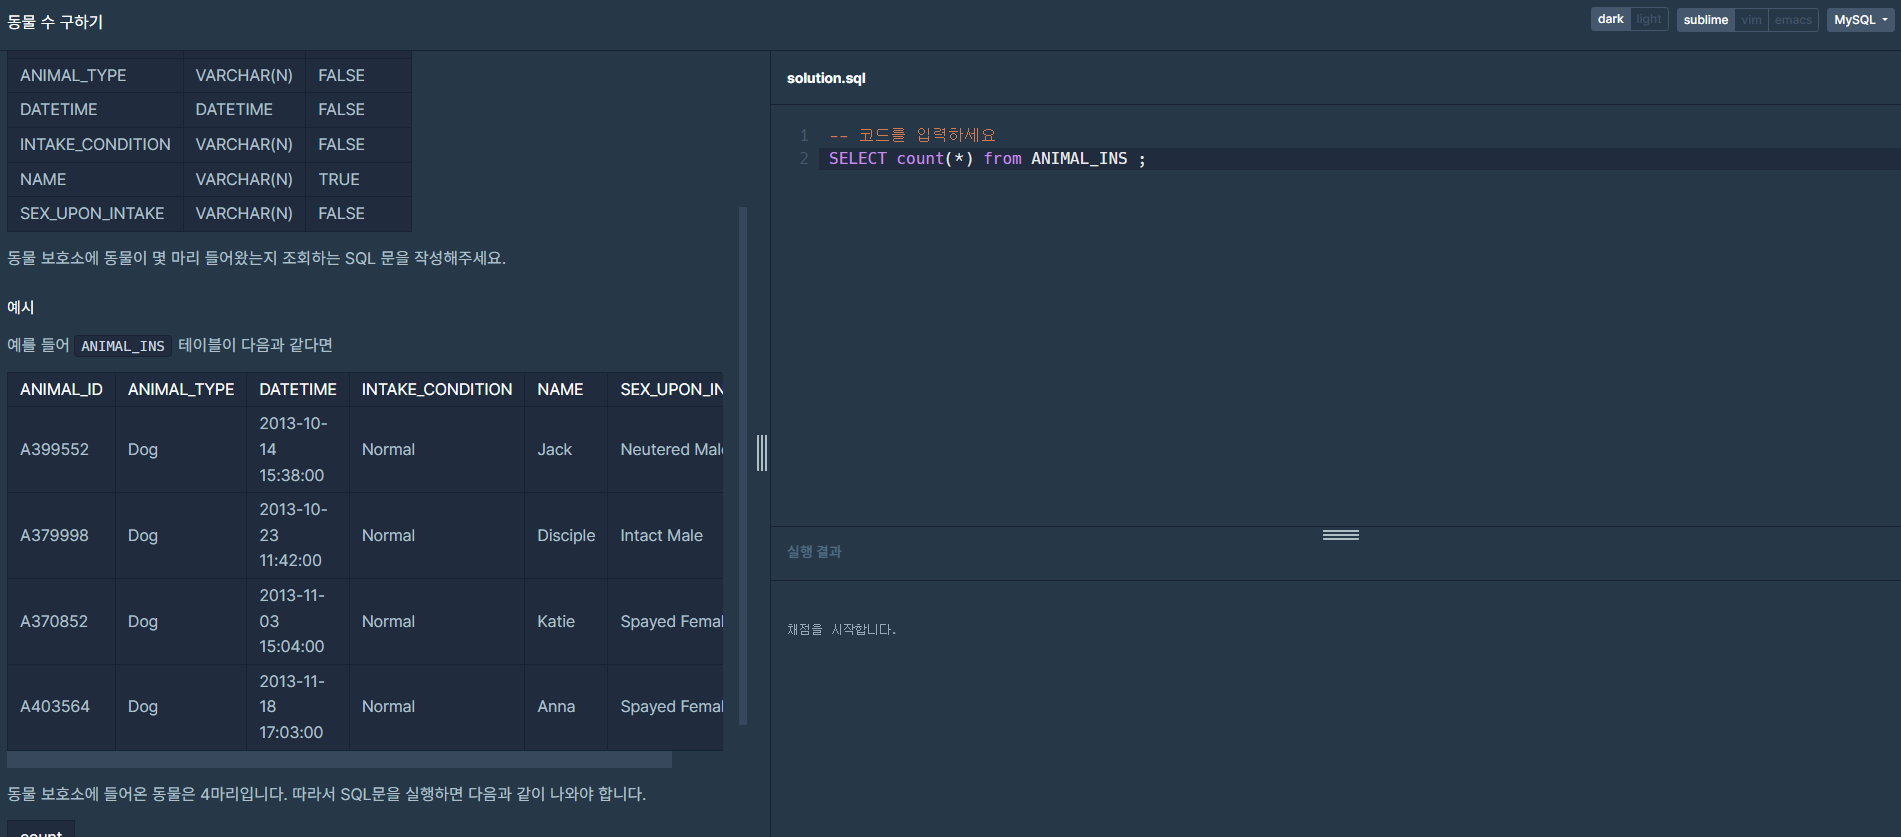 동물 수 구하기
dark light sublime vim emacs MySQL
ANIMAL_TYPE VARCHAR(N) FALSE
DATETIME DATETIME FALSE
INTAKE_CONDITION VARCHAR(N) FALSE
NAME VARCHAR(N) TRUE
SEX_UPON_INTAKE VARCHAR(N) FALSE
동물 보호소에 동물이 몇 마리 들어왔는지 조회하는 SQL 문을 작성해주세요.
예시
예를 들어 ANIMAL_INS 테이블이 다음과 같다면
ANIMAL_ID ANIMAL_TYPE DATETIME INTAKE_CONDITION NAME SEX_UPON_IN
A399552 Dog 2013-10-14 15:38:00 Normal Jack Neutered Mal
A379998 Dog 2013-10-23 11:42:00 Normal Disciple Intact Male
A370852 Dog 2013-11-03 15:04:00 Normal Katie Spayed Femal
A403564 Dog 2013-11-18 17:03:00 Normal Anna Spayed Femal
동물 보호소에 들어온 동물은 4마리입니다. 따라서 SQL문을 실행하면 다음과 같이 나와야 합니다.
count
solution.sql
1 -- 코드를 입력하세요
2 SELECT count(*) from ANIMAL_INS ;
실행 결과
채점을 시작합니다.